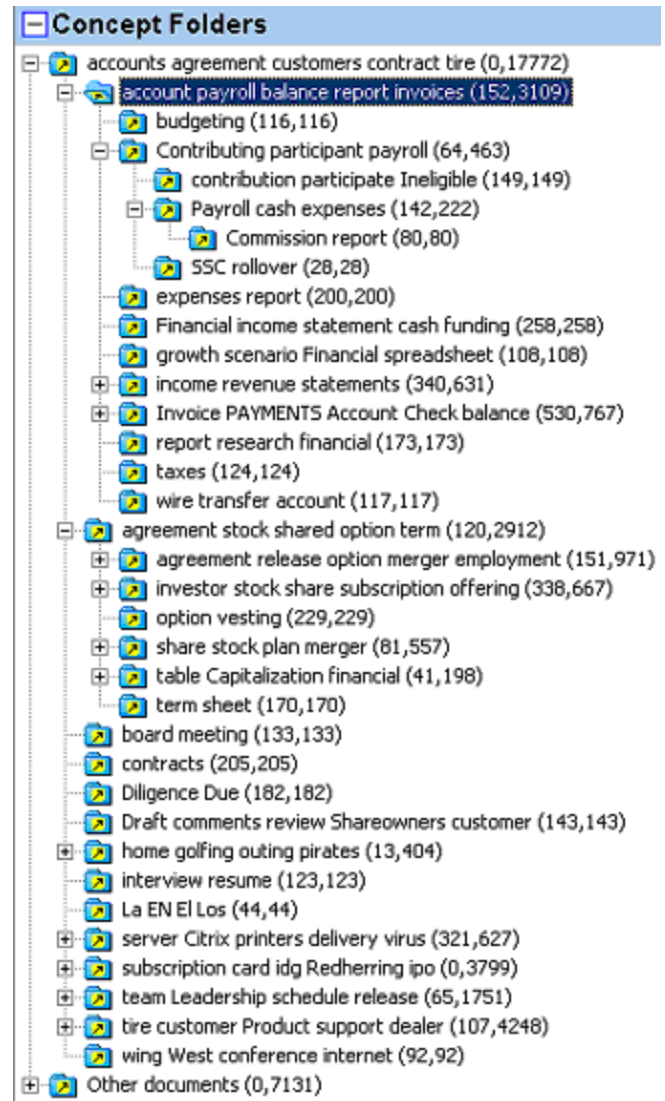 Concept Folders
accounts agreement customers contract tire (0,17772)
account payroll balance report invoices (152,3109)
budgeting (116,116)
Contributing participant payroll (64,463)
contribution participate Ineligible (149,149)
Payroll cash expenses (142,222)
Commission report (80,80)
SSC rollover (28,28)
expenses report (200,200)
Financial income statement cash funding (258,258)
growth scenario Financial spreadsheet (108,108)
income revenue statements (340,631)
Invoice PAYMENTS Account Check balance (530,767)
report research financial (173,173)
taxes (124,124)
wire transfer account (117,117)
agreement stock shared option term (120,2912)
agreement release option merger employment (151,971)
investor stock share subscription offering (338,667)
option vesting (229,229)
share stock plan merger (81,557)
table Capitalization financial (41,198)
term sheet (170,170)
board meeting (133,133)
contracts (205,205)
Diligence Due (182,182)
Draft comments review Shareowners customer (143,143)
home golfing outing pirates (13,404)
interview resume (123,123)
La EN El Los (44,44)
server Citrix printers delivery virus (321,627)
subscription card idg Redherring ipo (0,3799)
team Leadership schedule release (65,1751)
tire customer Product support dealer (107,4248)
wing West conference internet (92,92)
Other documents (0,7131)